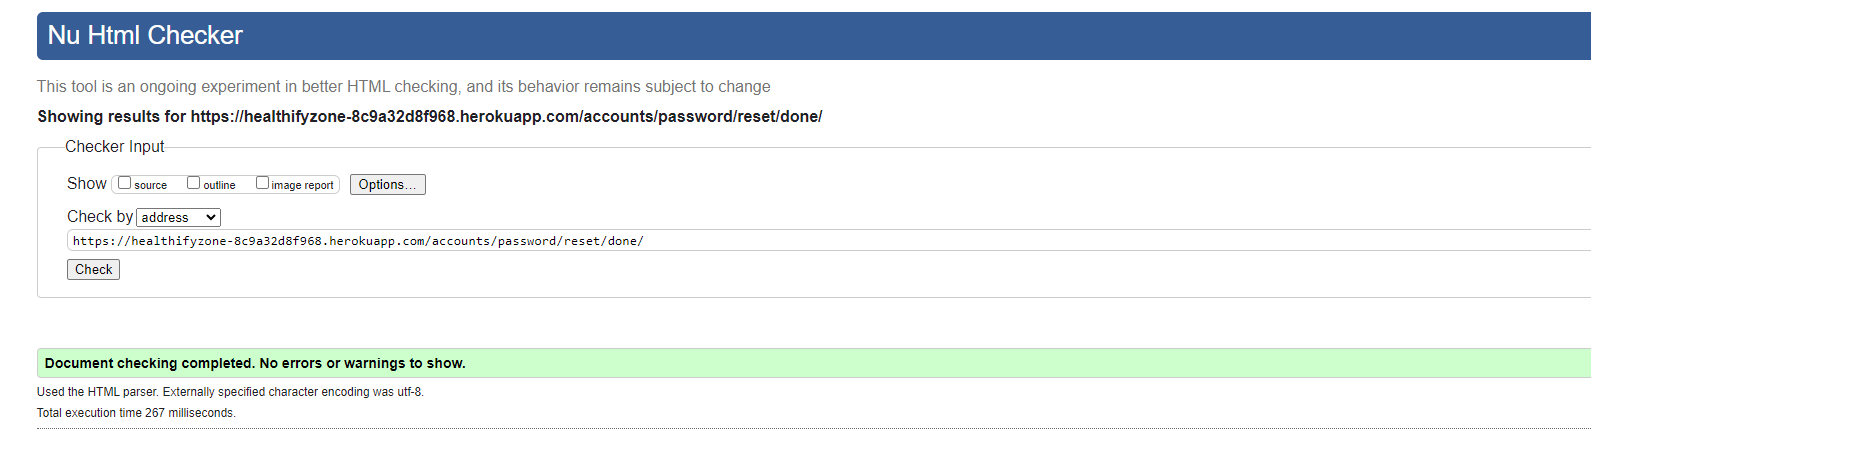 Nu Html Checker
This tool is an ongoing experiment in better HTML checking, and its behavior remains subject to change
Showing results for https://healthifyzone-8c9a32d8f968.herokuapp.com/accounts/password/reset/done/
Checker Input
Show source outline image report Options...
Check by address
https://healthifyzone-8c9a32d8f968.herokuapp.com/accounts/password/reset/done/
Check
Document checking completed. No errors or warnings to show.
Used the HTML parser. Externally specified character encoding was utf-8.
Total execution time 267 milliseconds.